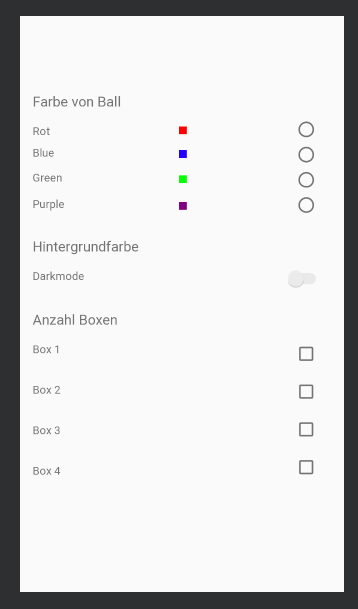 Farbe von Ball
Rot
Blue
Green
Purple
Hintergrundfarbe
Darkmode
Anzahl Boxen
Box 1
Box 2
Box 3
Box 4